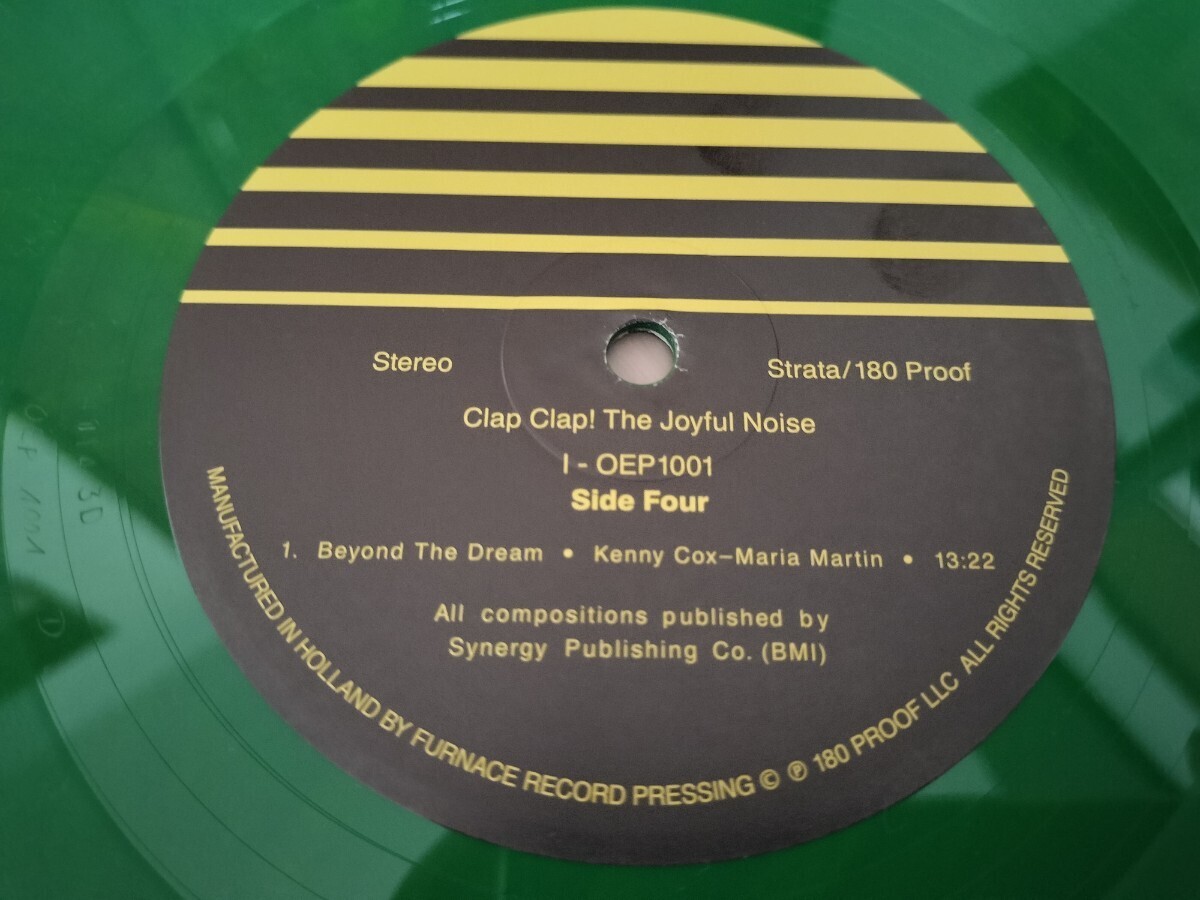 Stereo
Strata/180 Proof
Clap Clap! The Joyful Noise
I - OEP1001
Side Four
1. Beyond The Dream • Kenny Cox–Maria Martin • 13:22
All compositions published by
Synergy Publishing Co. (BMI)
MANUFACTURED IN HOLLAND BY FURNACE RECORD PRESSING © ℗ 180 PROOF LLC ALL RIGHTS RESERVED